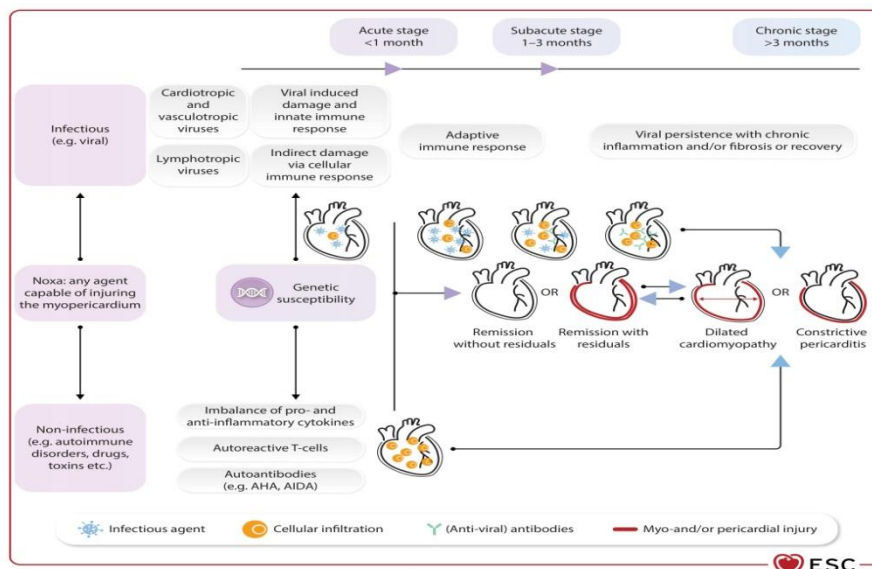 Acute stage
<1 month
Subacute stage
1–3 months
Chronic stage
>3 months
Infectious
(e.g. viral)
Cardiotropic
and
vasculotropic
viruses
Viral induced
damage and
innate immune
response
Lymphotropic
viruses
Indirect damage
via cellular
immune response
Adaptive
immune response
Viral persistence with chronic
inflammation and/or fibrosis or recovery
Noxa: any agent
capable of injuring
the myopericardium
Genetic
susceptibility
OR
OR
Remission
without residuals
Remission with
residuals
Dilated
cardiomyopathy
Constrictive
pericarditis
Non-infectious
(e.g. autoimmune
disorders, drugs,
toxins etc.)
Imbalance of pro- and
anti-inflammatory cytokines
Autoreactive T-cells
Autoantibodies
(e.g. AHA, AIDA)
Infectious agent
Cellular infiltration
(Anti-viral) antibodies
Myo-and/or pericardial injury
ESC